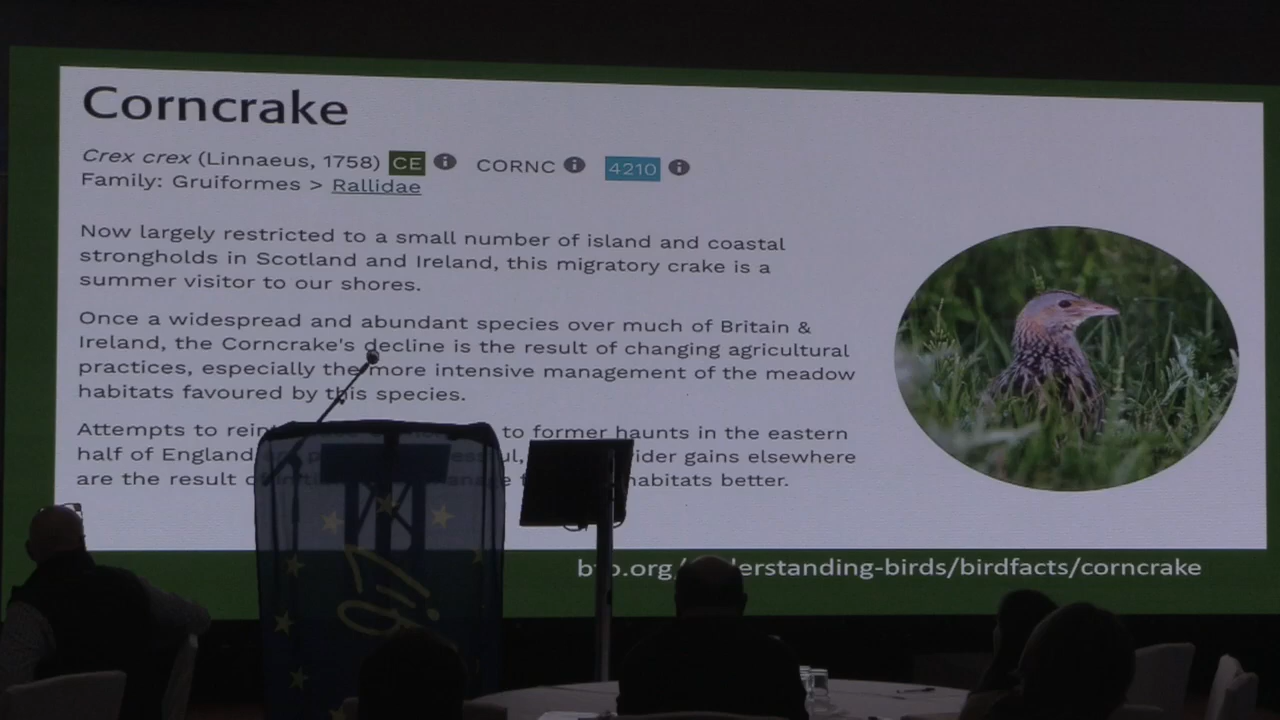 Corncrake
Crex crex (Linnaeus, 1758) CE i CORNC i 4210 i
Family: Gruiformes > Rallidae
Now largely restricted to a small number of island and coastal
strongholds in Scotland and Ireland, this migratory crake is a
summer visitor to our shores.
Once a widespread and abundant species over much of Britain &
Ireland, the Corncrake's decline is the result of changing agricultural
practices, especially the more intensive management of the meadow
habitats favoured by this species.
Attempts to to former haunts in the eastern
half of England gains elsewhere
are the result habitats better.
bto.org/understanding-birds/birdfacts/corncrake